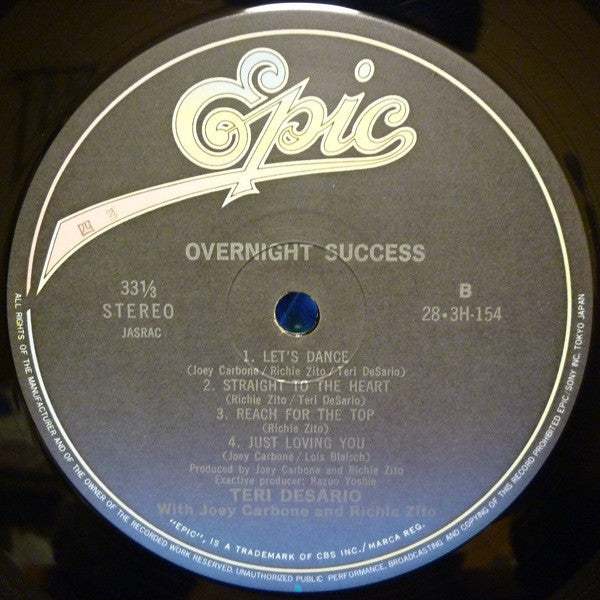 Epic
OVERNIGHT SUCCESS
33⅓
STEREO
JASRAC
B
28・3H-154
1. LET'S DANCE
(Joey Carbone/Richie Zito/Teri DeSario)
2. STRAIGHT TO THE HEART
(Richie Zito/Teri DeSario)
3. REACH FOR THE TOP
(Richie Zito)
4. JUST LOVING YOU
(Joey Carbone/Lois Blaisch)
Produced by Joey Carbone and Richie Zito
Exective producer: Kazuo Yoshie
TERI DESARIO
With Joey Carbone and Richie Zito
"EPIC", IS A TRADEMARK OF CBS INC./MARCA REG.
ALL RIGHTS OF THE MANUFACTURER AND OF THE OWNER OF THE RECORDED WORK RESERVED. UNAUTHORIZED PUBLIC PERFORMANCE, BROADCASTING AND COPYING OF THIS RECORD PROHIBITED EPIC/SONY INC. TOKYO JAPAN